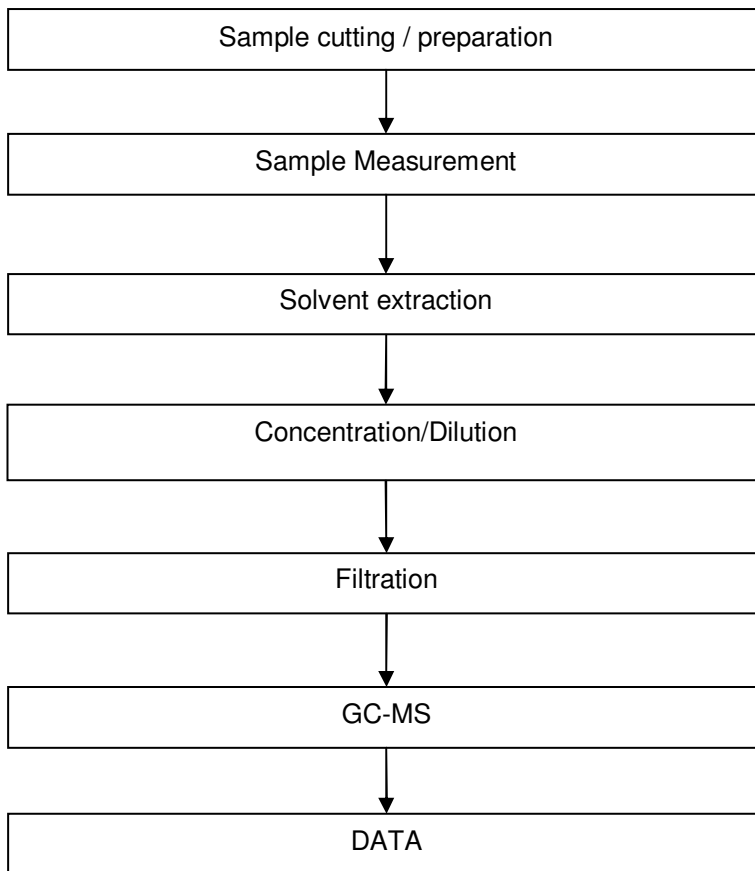 Sample cutting / preparation
Sample Measurement
Solvent extraction
Concentration/Dilution
Filtration
GC-MS
DATA